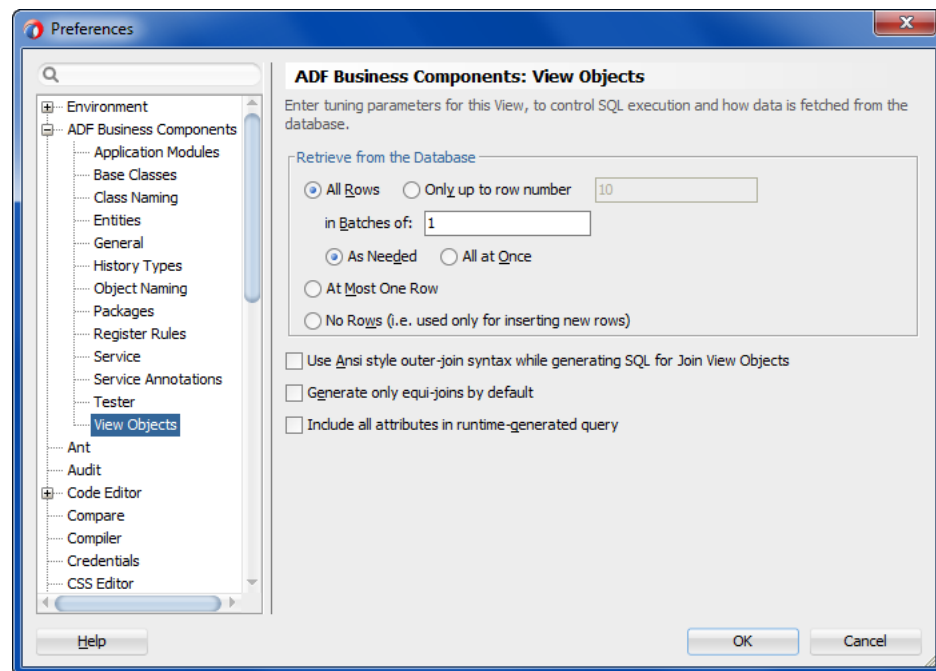 Preferences
Environment
ADF Business Components
Application Modules
Base Classes
Class Naming
Entities
General
History Types
Object Naming
Packages
Register Rules
Service
Service Annotations
Tester
View Objects
Ant
Audit
Code Editor
Compare
Compiler
Credentials
CSS Editor
ADF Business Components: View Objects
Enter tuning parameters for this View, to control SQL execution and how data is fetched from the
database.
Retrieve from the Database
All Rows Only up to row number 10
in Batches of: 1
As Needed All at Once
At Most One Row
No Rows (i.e. used only for inserting new rows)
Use Ansi style outer-join syntax while generating SQL for Join View Objects
Generate only equi-joins by default
Include all attributes in runtime-generated query
Help OK Cancel